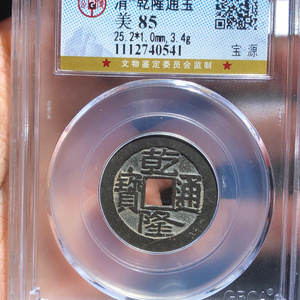 清 乾隆通宝
美 85
25.2*1.0mm, 3.4g
1112740541
宝 源
★ 文物鉴定委员会监制 ★
乾隆通寳